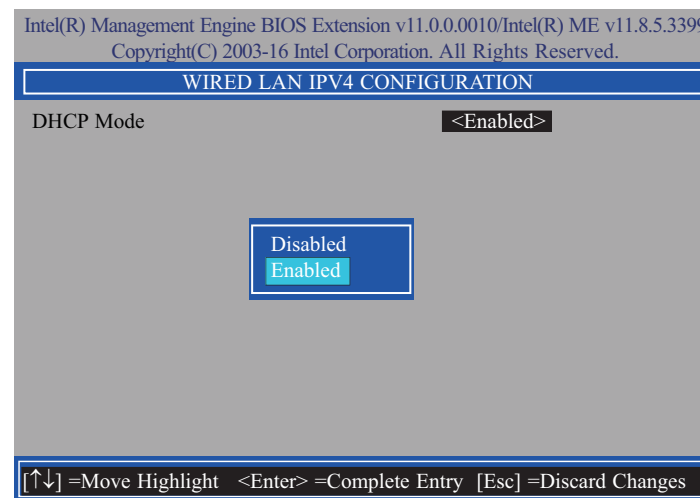 Intel(R) Management Engine BIOS Extension v11.0.0.0010/Intel(R) ME v11.8.5.3399
Copyright(C) 2003-16 Intel Corporation. All Rights Reserved.
WIRED LAN IPV4 CONFIGURATION
DHCP Mode <Enabled>
Disabled
Enabled
[↑↓] =Move Highlight <Enter> =Complete Entry [Esc] =Discard Changes